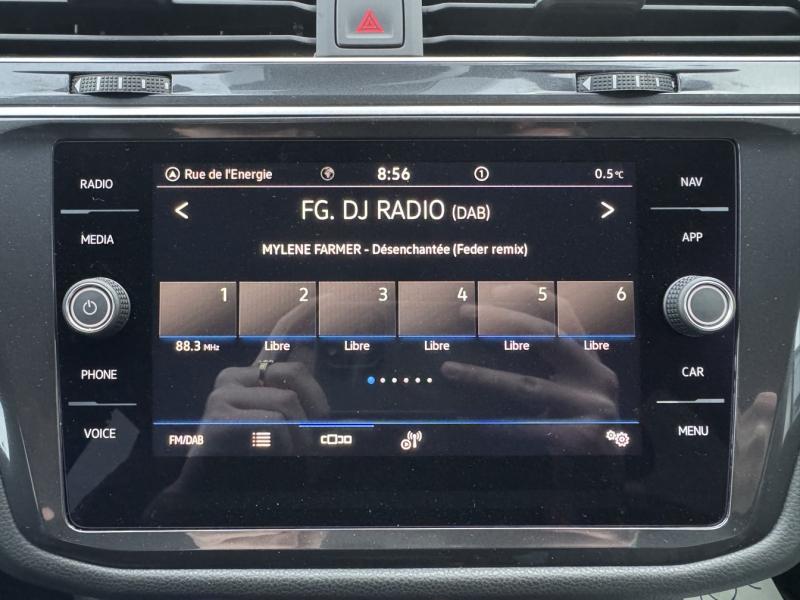 RADIO
MEDIA
PHONE
VOICE
Rue de l'Energie 8:56 1 0.5°C
< FG. DJ RADIO (DAB) >
MYLENE FARMER - Désenchantée (Feder remix)
1 2 3 4 5 6
88.3 MHz Libre Libre Libre Libre Libre
FM/DAB
NAV
APP
CAR
MENU